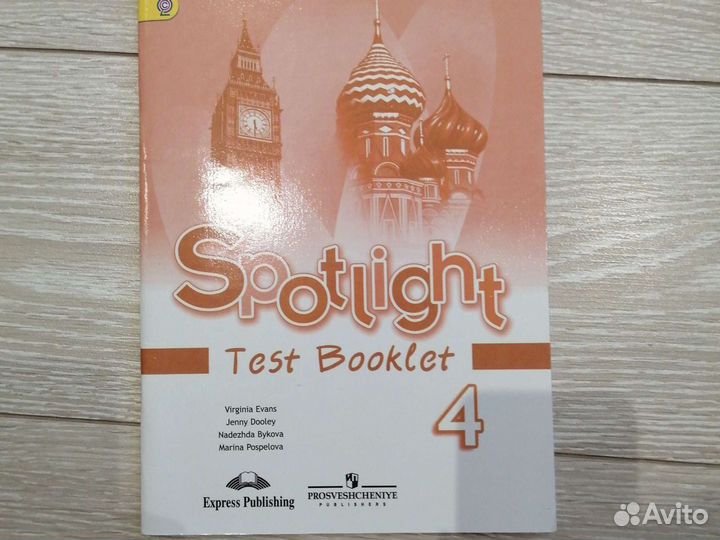 Spotlight
Test Booklet
4
Virginia Evans
Jenny Dooley
Nadezhda Bykova
Marina Pospelova
Express Publishing
PROSVESHCHENIYE
PUBLISHERS
Avito